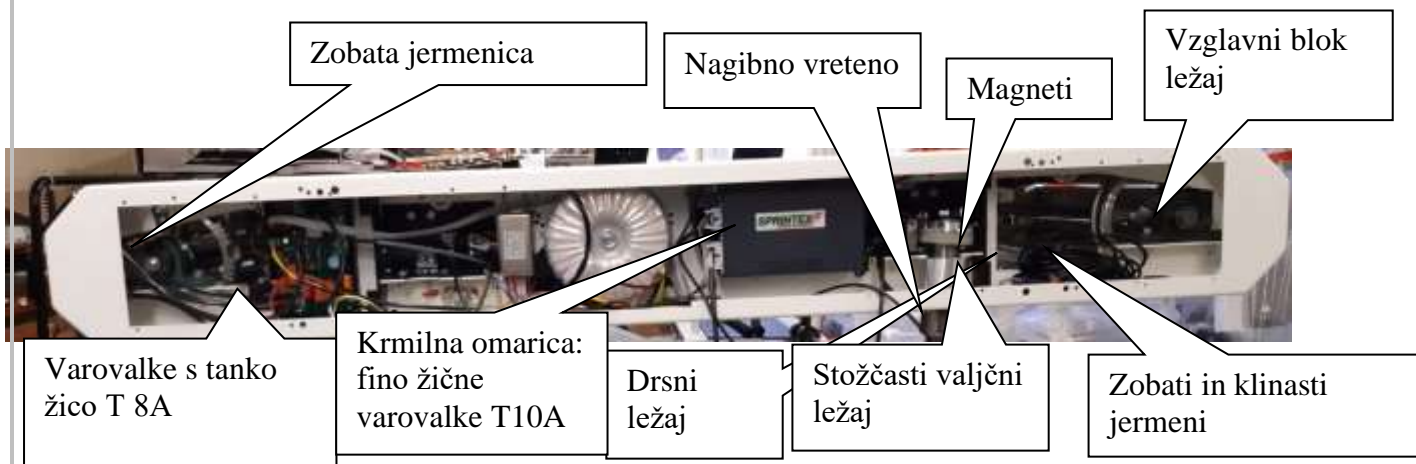 Zobata jermenica
Nagibno vreteno
Magneti
Vzglavni blok
ležaj
SPRINTEX
Varovalke s tanko
žico T 8A
Krmilna omarica:
fino žične
varovalke T10A
Drsni
ležaj
Stožčasti valjčni
ležaj
Zobati in klinasti
jermeni